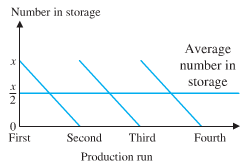 Number in storage
Average
number in
storage
x
x/2
0
First Second Third Fourth
Production run